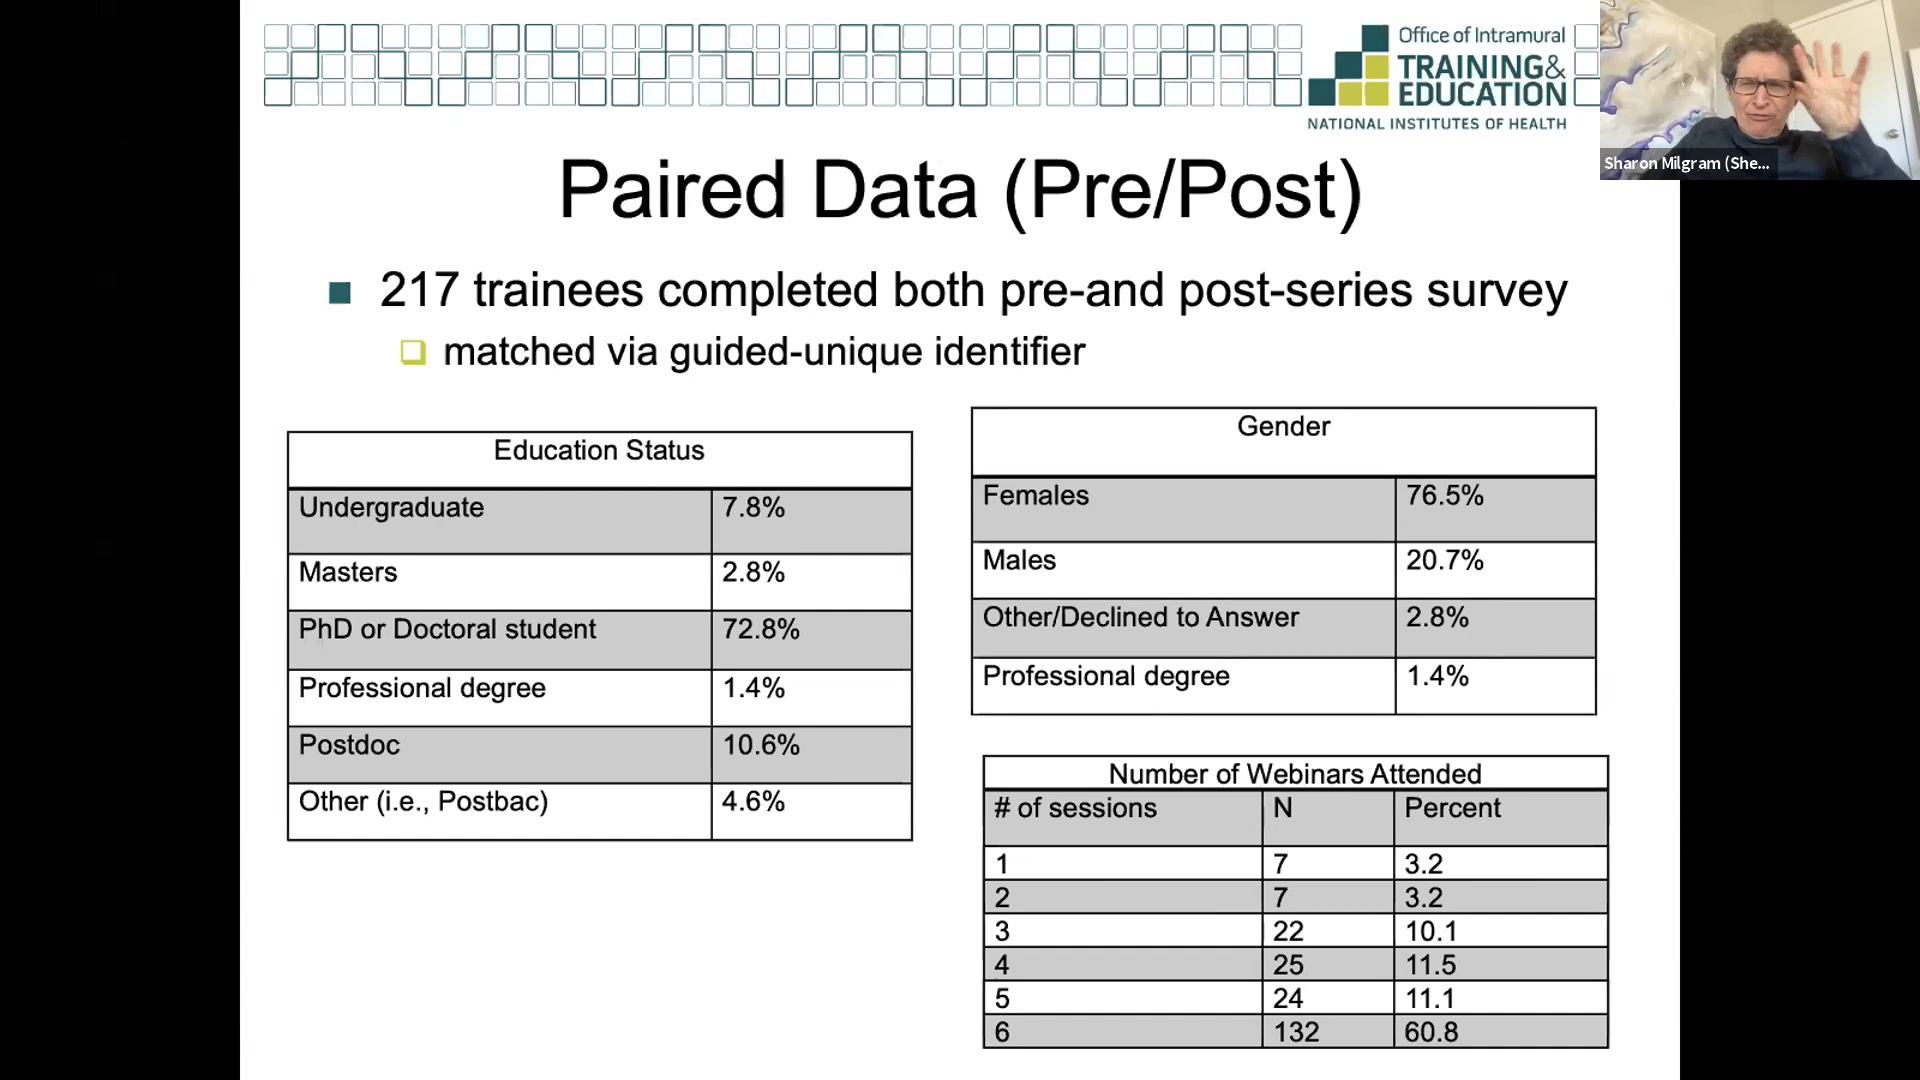 Office of Intramural
TRAINING&
EDUCATION
NATIONAL INSTITUTES OF HEALTH
Sharon Milgram (She...
Paired Data (Pre/Post)
217 trainees completed both pre-and post-series survey
matched via guided-unique identifier
Education Status
Undergraduate 7.8%
Masters 2.8%
PhD or Doctoral student 72.8%
Professional degree 1.4%
Postdoc 10.6%
Other (i.e., Postbac) 4.6%
Gender
Females 76.5%
Males 20.7%
Other/Declined to Answer 2.8%
Professional degree 1.4%
Number of Webinars Attended
# of sessions N Percent
1 7 3.2
2 7 3.2
3 22 10.1
4 25 11.5
5 24 11.1
6 132 60.8